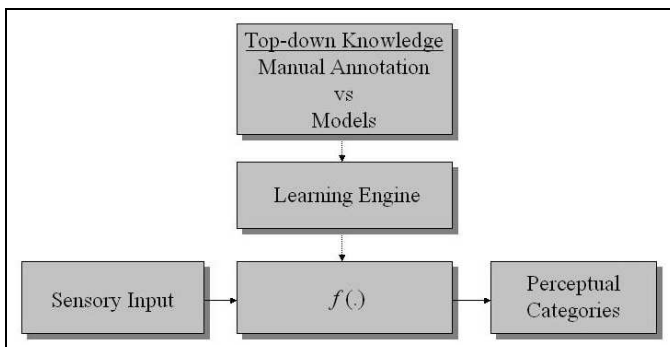 Top-down Knowledge
Manual Annotation
vs
Models
Learning Engine
Sensory Input
f(.)
Perceptual
Categories